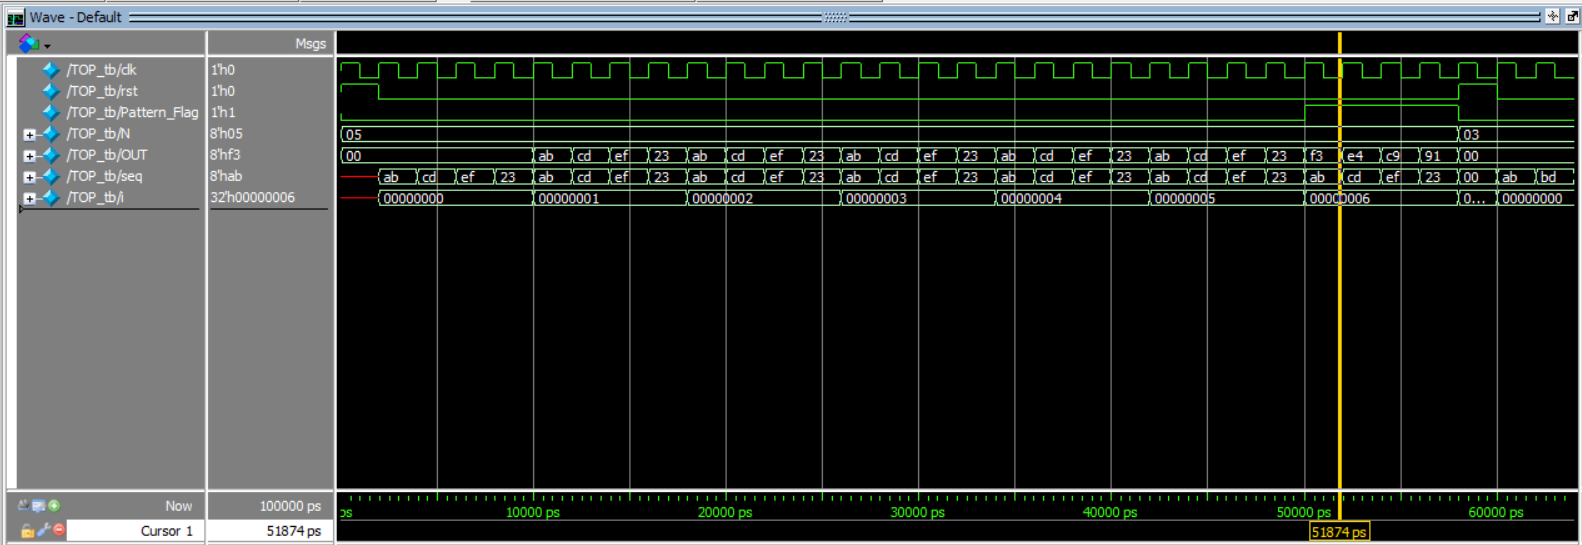 Wave - Default
Msgs
/TOP_tb/clk 1'h0
/TOP_tb/rst 1'h0
/TOP_tb/Pattern_Flag 1'h1
/TOP_tb/N 8'h05 05 03
/TOP_tb/OUT 8'hf3 00 ab cd ef 23 ab cd ef 23 ab cd ef 23 ab cd ef 23 ab cd ef 23 f3 e4 c9 91 00
/TOP_tb/seq 8'hab ab cd ef 23 ab cd ef 23 ab cd ef 23 ab cd ef 23 ab cd ef 23 ab cd ef 23 ab cd ef 23 00 ab bd
/TOP_tb/i 32'h00000006 00000000 00000001 00000002 00000003 00000004 00000005 00000006 0... 00000000
Now 100000 ps
ps 10000 ps 20000 ps 30000 ps 40000 ps 50000 ps 60000 ps
Cursor 1 51874 ps 51874 ps